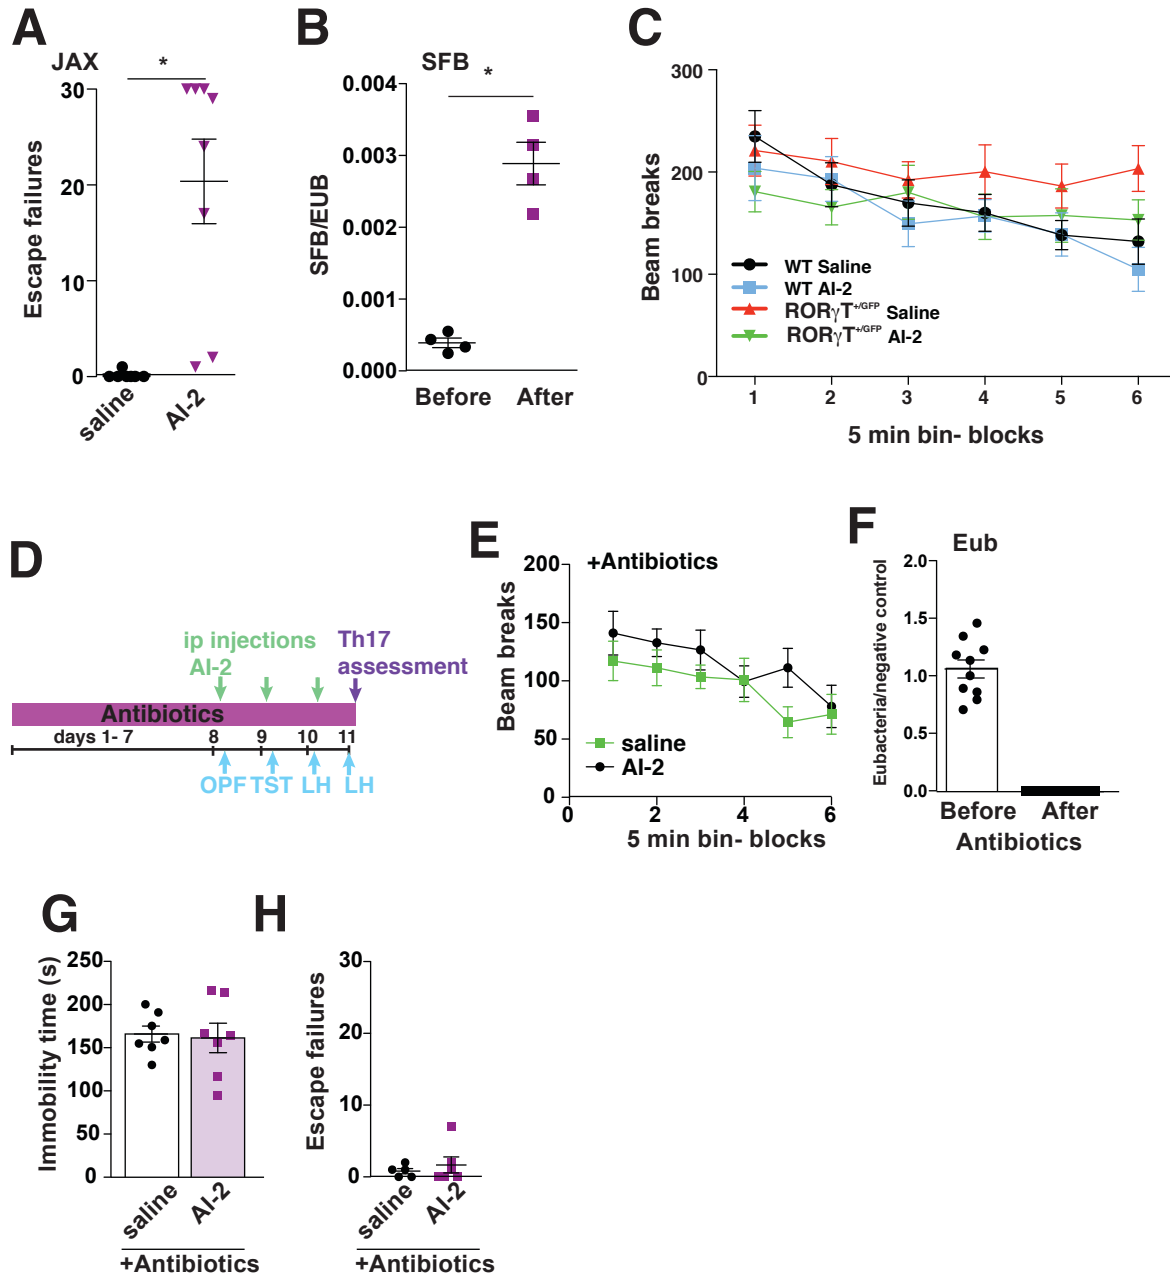 A
JAX
*
Escape failures
30
20
10
0
saline
AI-2
B
SFB
*
SFB/EUB
0.004
0.003
0.002
0.001
0.000
Before After
C
Beam breaks
300
200
100
0
WT Saline
WT AI-2
RORγT+/GFP Saline
RORγT+/GFP AI-2
1 2 3 4 5 6
5 min bin- blocks
D
ip injections
AI-2
Th17
assessment
Antibiotics
days 1- 7
8 9 10 11
OPF TST LH LH
E
+Antibiotics
Beam breaks
200
150
100
50
0
saline
AI-2
0 2 4 6
5 min bin- blocks
F
Eub
Eubacteria/negative control
2.0
1.5
1.0
0.5
0.0
Before After
Antibiotics
G
Immobility time (s)
250
200
150
100
50
0
saline
AI-2
+Antibiotics
H
Escape failures
30
20
10
0
saline
AI-2
+Antibiotics